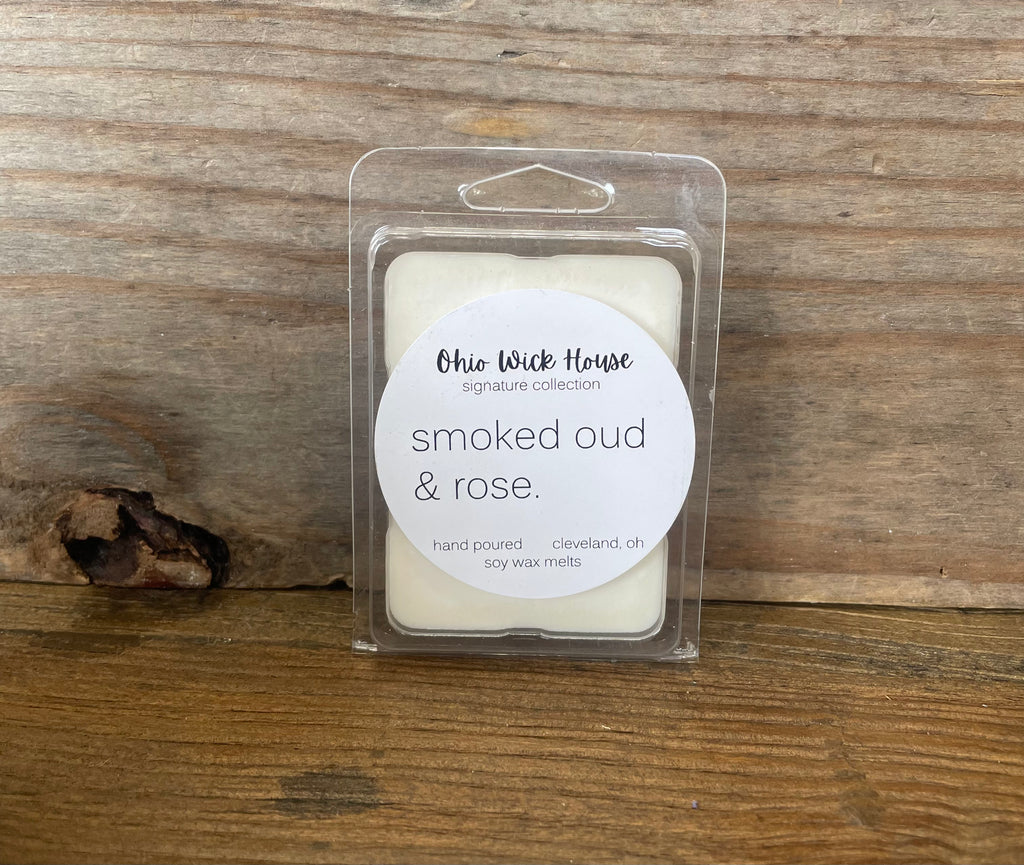 Ohio Wick House
signature collection
smoked oud
& rose.
hand poured cleveland, oh
soy wax melts